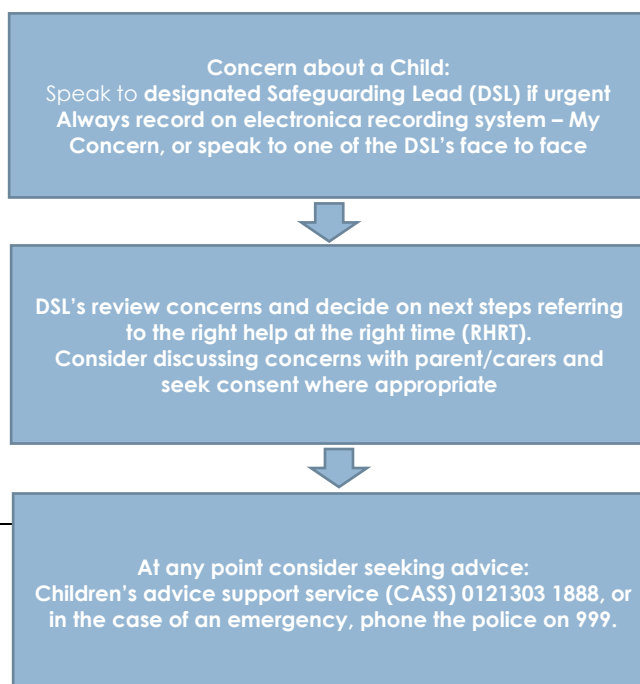 Concern about a Child:
Speak to designated Safeguarding Lead (DSL) if urgent
Always record on electronica recording system – My
Concern, or speak to one of the DSL's face to face
DSL's review concerns and decide on next steps referring
to the right help at the right time (RHRT).
Consider discussing concerns with parent/carers and
seek consent where appropriate
At any point consider seeking advice:
Children's advice support service (CASS) 0121303 1888, or
in the case of an emergency, phone the police on 999.